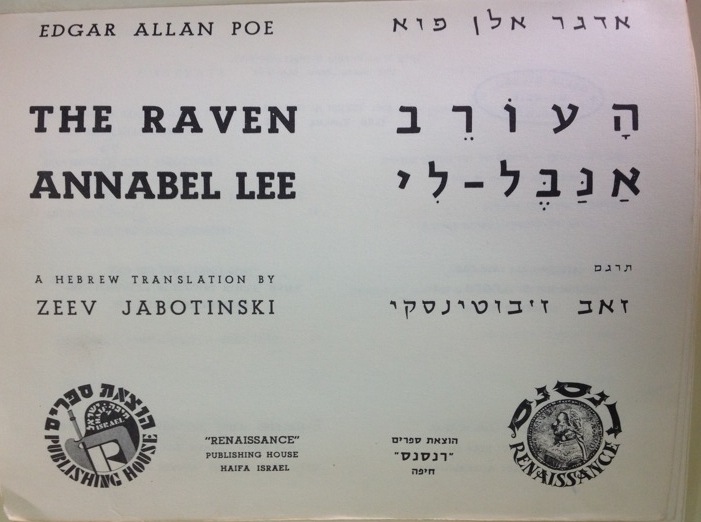 EDGAR ALLAN POE
אדגר אלן פוא
THE RAVEN
הָעוֹרֵב
ANNABEL LEE
אַנַּבֶּל-לִי
A HEBREW TRANSLATION BY
תרגם
ZEEV JABOTINSKI
זאב ז'בוטינסקי
הוצאת ספרים
PUBLISHING HOUSE
"RENAISSANCE"
PUBLISHING HOUSE
HAIFA ISRAEL
הוצאת ספרים
"רנסנס"
חיפה
רנסנס
RENAISSANCE